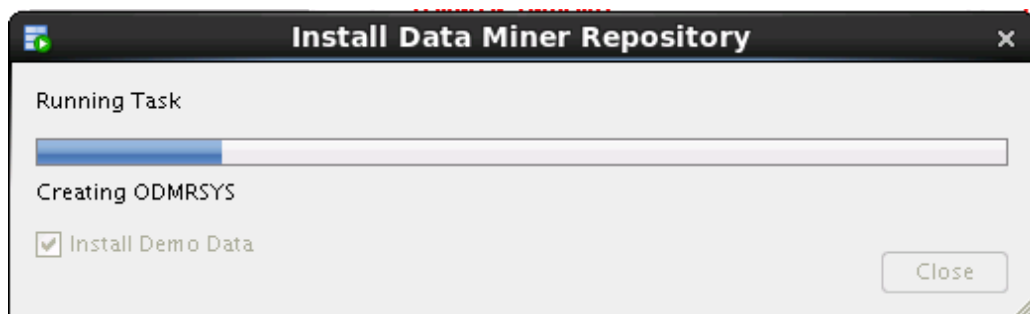 Install Data Miner Repository
Running Task
Creating ODMRSYS
Install Demo Data
Close